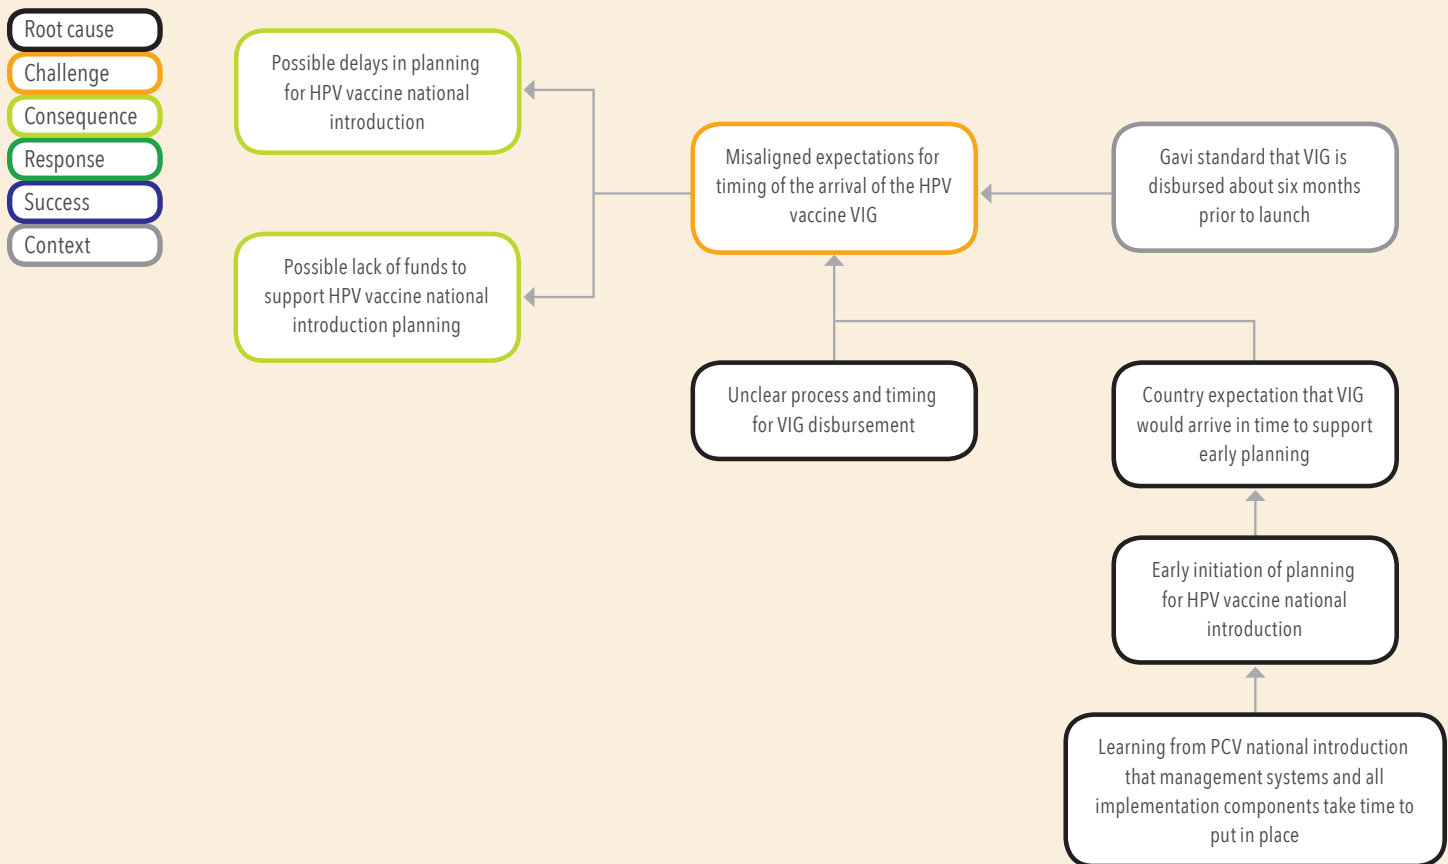 Root cause
Challenge
Consequence
Response
Success
Context
Possible delays in planning
for HPV vaccine national
introduction
Possible lack of funds to
support HPV vaccine national
introduction planning
Misaligned expectations for
timing of the arrival of the HPV
vaccine VIG
Gavi standard that VIG is
disbursed about six months
prior to launch
Unclear process and timing
for VIG disbursement
Country expectation that VIG
would arrive in time to support
early planning
Early initiation of planning
for HPV vaccine national
introduction
Learning from PCV national introduction
that management systems and all
implementation components take time to
put in place